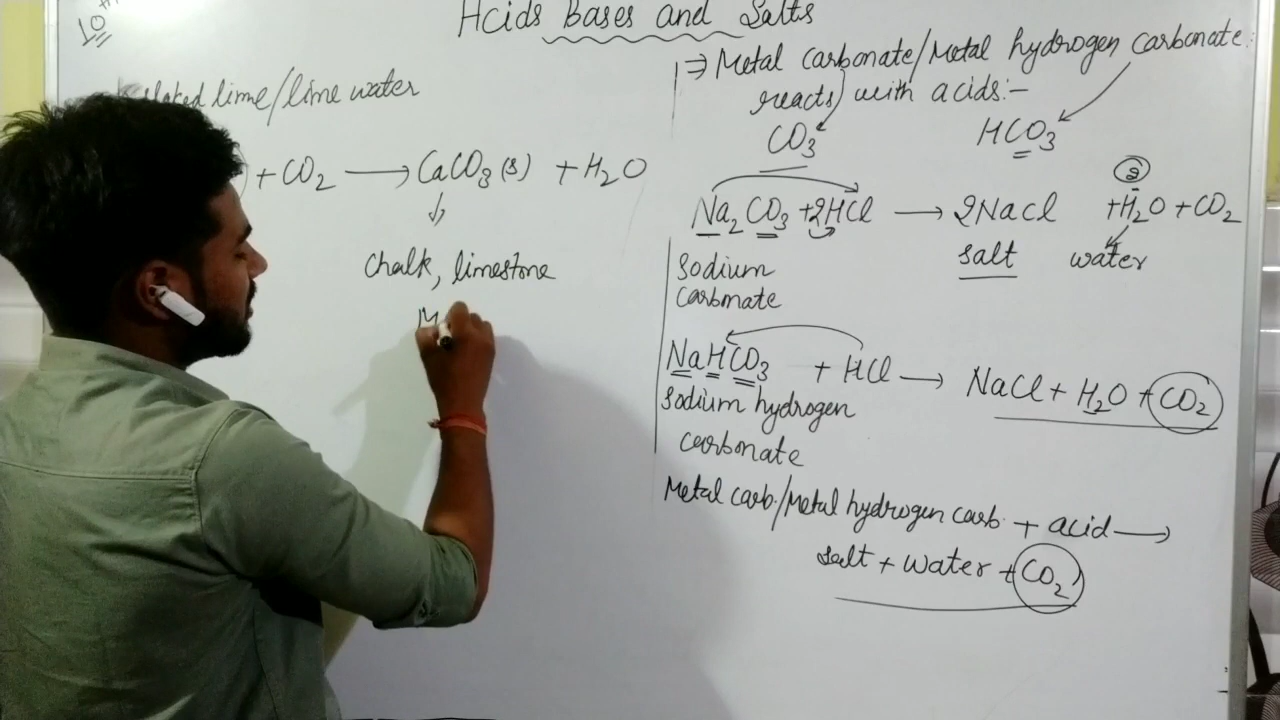 10th
Acids Bases and Salts
slaked lime/lime water
) + CO2 ⟶ CaCO3(s) + H2O
↓
Chalk, limestone
M
⇒ Metal carbonate/Metal hydrogen carbonate
reacts with acids:-
CO3 HCO3
Na2CO3 + 2HCl ⟶ 2NaCl + H2O + CO2
Sodium salt water
Carbonate
NaHCO3 + HCl ⟶ NaCl + H2O + CO2
Sodium hydrogen
carbonate
Metal carb./Metal hydrogen carb. + acid ⟶
salt + water + CO2